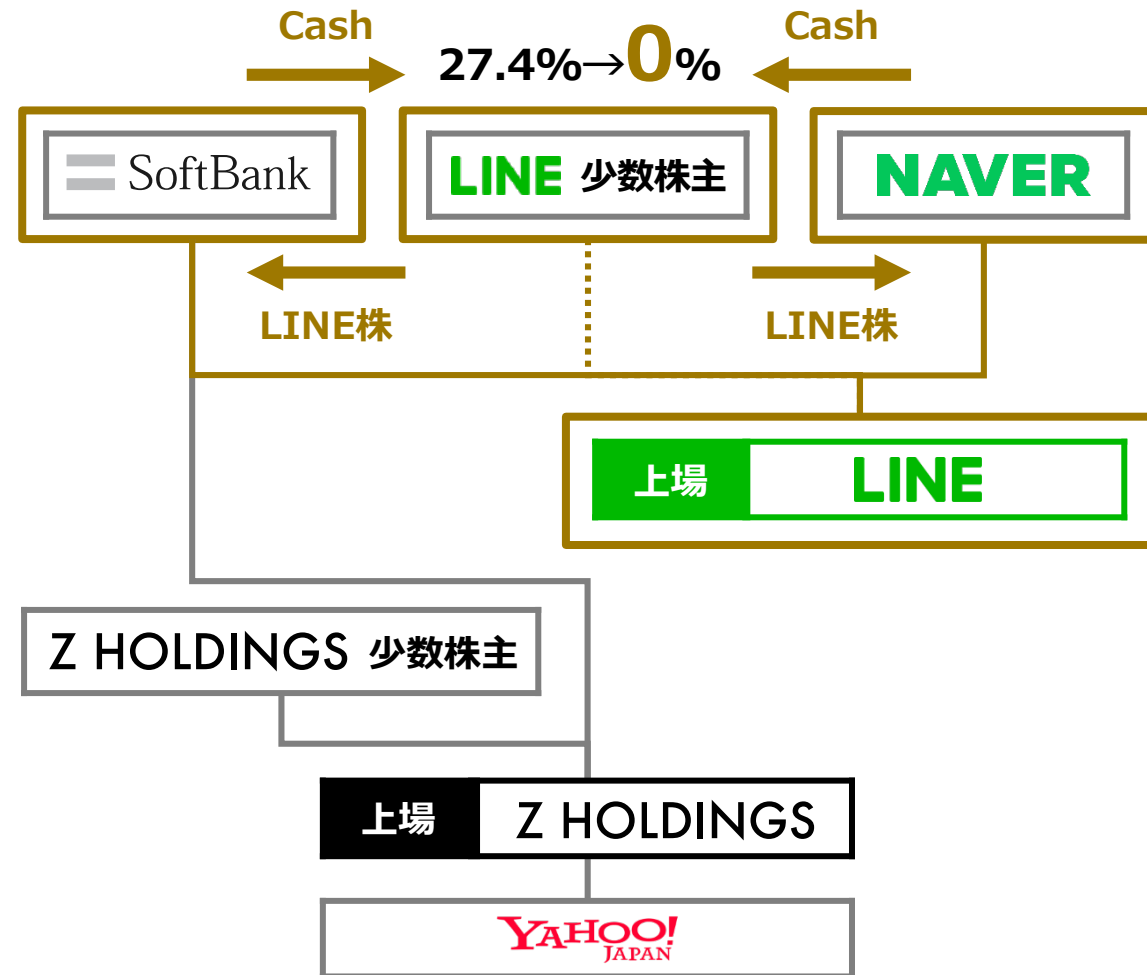 Cash
27.4%→0%
Cash
SoftBank
LINE 少数株主
NAVER
LINE株
LINE株
上場
LINE
Z HOLDINGS 少数株主
上場
Z HOLDINGS
YAHOO!
JAPAN